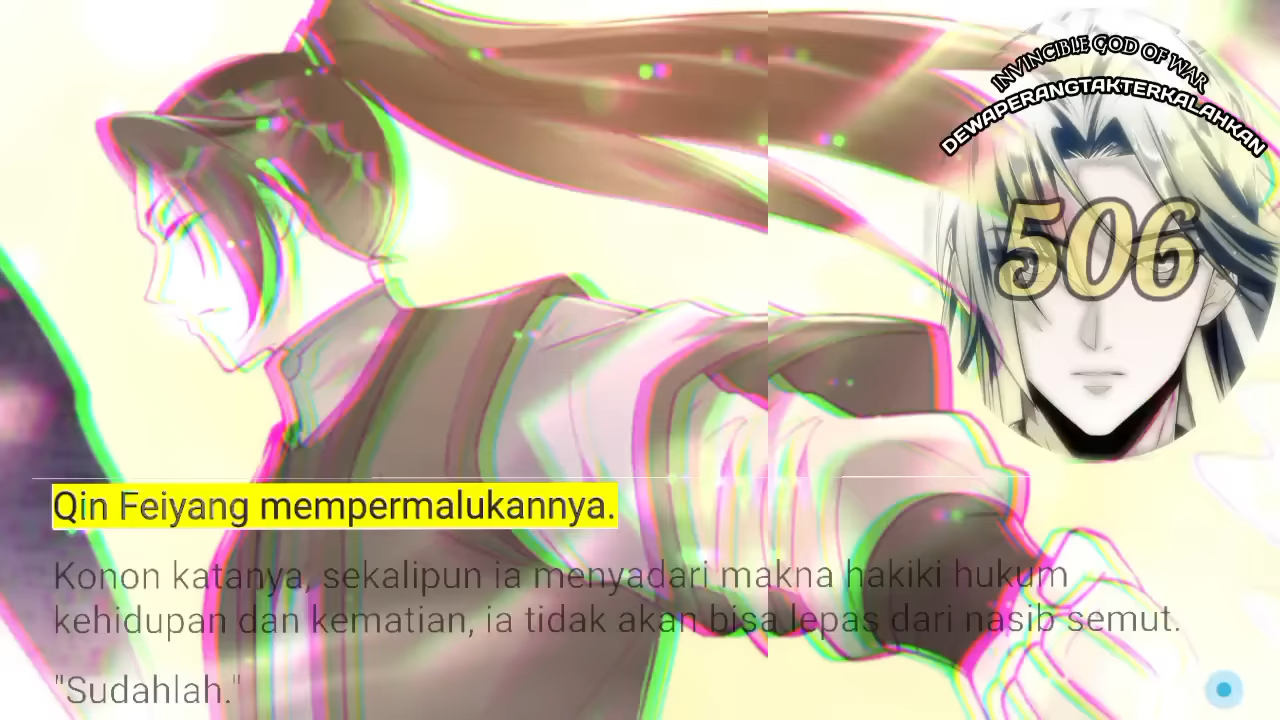 INVINCIBLE GOD OF WAR
DEWAPERANGTAKTERKALAHKAN
506
Qin Feiyang mempermalukannya.
Konon katanya, sekalipun ia menyadari makna hakiki hukum
kehidupan dan kematian, ia tidak akan bisa lepas dari nasib semut.
"Sudahlah."